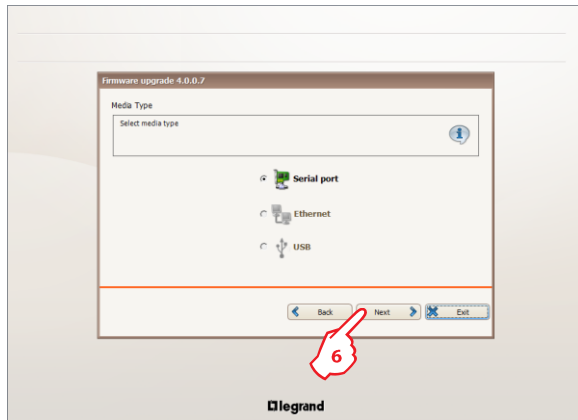 Firmware upgrade 4.0.0.7
Media Type
Select media type
Serial port
Ethernet
USB
Back Next Exit
6
legrand